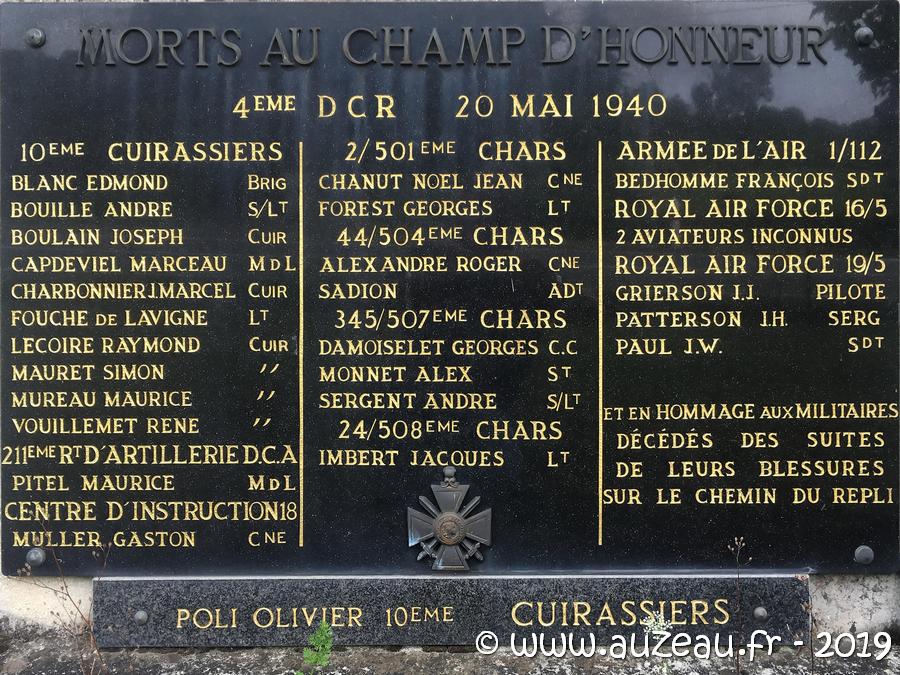 MORTS AU CHAMP D'HONNEUR
4EME DCR 20 MAI 1940
10EME CUIRASSIERS
BLANC EDMOND BRIG
BOUILLE ANDRE S/LT
BOULAIN JOSEPH CUIR
CAPDEVIEL MARCEAU MDL
CHARBONNIER J.MARCEL CUIR
FOUCHE DE LAVIGNE LT
LECOIRE RAYMOND CUIR
MAURET SIMON "
MUREAU MAURICE "
VOUILLEMET RENE "
211EME RT D'ARTILLERIE D.C.A
PITEL MAURICE MDL
CENTRE D'INSTRUCTION 18
MULLER GASTON CNE
2/501EME CHARS
CHANUT NOEL JEAN CNE
FOREST GEORGES LT
44/504EME CHARS
ALEXANDRE ROGER CNE
SADION ADT
345/507EME CHARS
DAMOISELET GEORGES C.C
MONNET ALEX ST
SERGENT ANDRE S/LT
24/508EME CHARS
IMBERT JACQUES LT
ARMEE DE L'AIR 1/112
BEDHOMME FRANÇOIS SDT
ROYAL AIR FORCE 16/5
2 AVIATEURS INCONNUS
ROYAL AIR FORCE 19/5
GRIERSON J.J. PILOTE
PATTERSON J.H. SERG
PAUL J.W. SDT
ET EN HOMMAGE AUX MILITAIRES
DÉCÉDÉS DES SUITES
DE LEURS BLESSURES
SUR LE CHEMIN DU REPLI
POLI OLIVIER 10EME CUIRASSIERS
© www.auzeau.fr - 2019